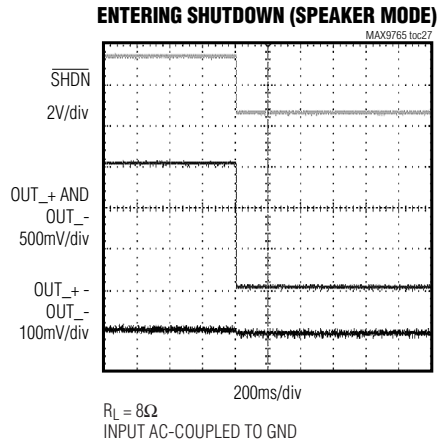 ENTERING SHUTDOWN (SPEAKER MODE)
MAX9765 toc27
SHDN
2V/div
OUT_+ AND
OUT_-
500mV/div
OUT_+ -
OUT_-
100mV/div
200ms/div
RL = 8Ω
INPUT AC-COUPLED TO GND